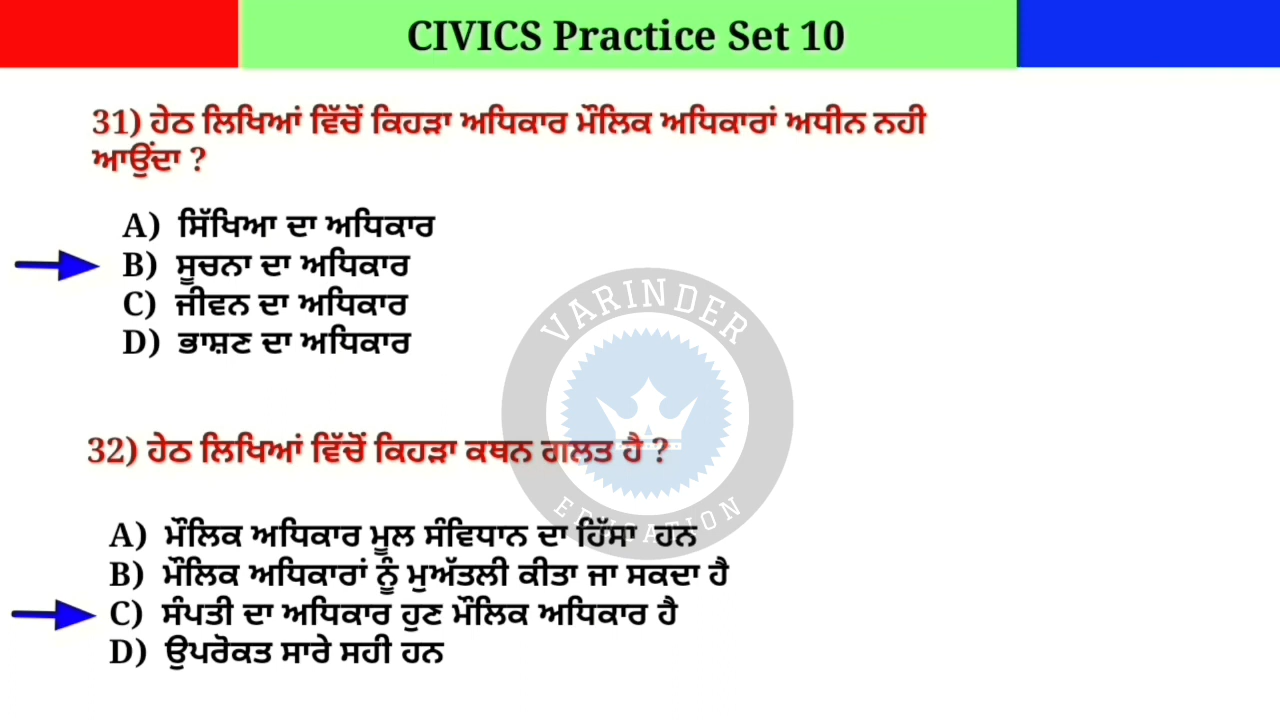 CIVICS Practice Set 10
31) ਹੇਠ ਲਿਖਿਆਂ ਵਿੱਚੋਂ ਕਿਹੜਾ ਅਧਿਕਾਰ ਮੌਲਿਕ ਅਧਿਕਾਰਾਂ ਅਧੀਨ ਨਹੀ
ਆਉਂਦਾ ?
A) ਸਿੱਖਿਆ ਦਾ ਅਧਿਕਾਰ
B) ਸੂਚਨਾ ਦਾ ਅਧਿਕਾਰ
C) ਜੀਵਨ ਦਾ ਅਧਿਕਾਰ
D) ਭਾਸ਼ਣ ਦਾ ਅਧਿਕਾਰ
VARINDER
EDUCATION
32) ਹੇਠ ਲਿਖਿਆਂ ਵਿੱਚੋਂ ਕਿਹੜਾ ਕਥਨ ਗਲਤ ਹੈ ?
A) ਮੌਲਿਕ ਅਧਿਕਾਰ ਮੂਲ ਸੰਵਿਧਾਨ ਦਾ ਹਿੱਸਾ ਹਨ
B) ਮੌਲਿਕ ਅਧਿਕਾਰਾਂ ਨੂੰ ਮੁਅੱਤਲੀ ਕੀਤਾ ਜਾ ਸਕਦਾ ਹੈ
C) ਸੰਪਤੀ ਦਾ ਅਧਿਕਾਰ ਹੁਣ ਮੌਲਿਕ ਅਧਿਕਾਰ ਹੈ
D) ਉਪਰੋਕਤ ਸਾਰੇ ਸਹੀ ਹਨ